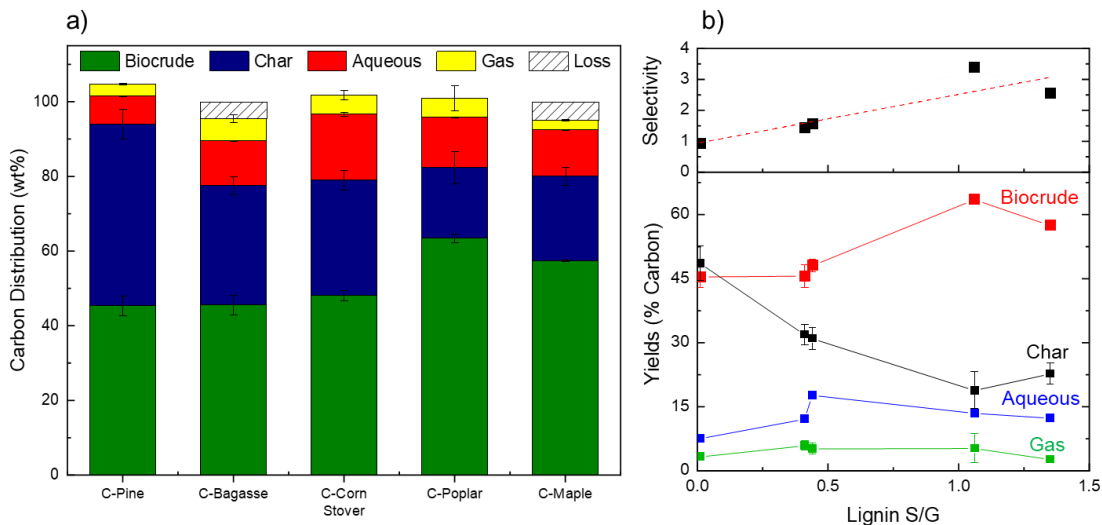 a)
Biocrude Char Aqueous Gas Loss
Carbon Distribution (wt%)
100
80
60
40
20
0
C-Pine C-Bagasse C-Corn Stover C-Poplar C-Maple
b)
Selectivity
4
3
2
1
0
Yields (% Carbon)
60
45
30
15
0
Biocrude
Char
Aqueous
Gas
0.0 0.5 1.0 1.5
Lignin S/G